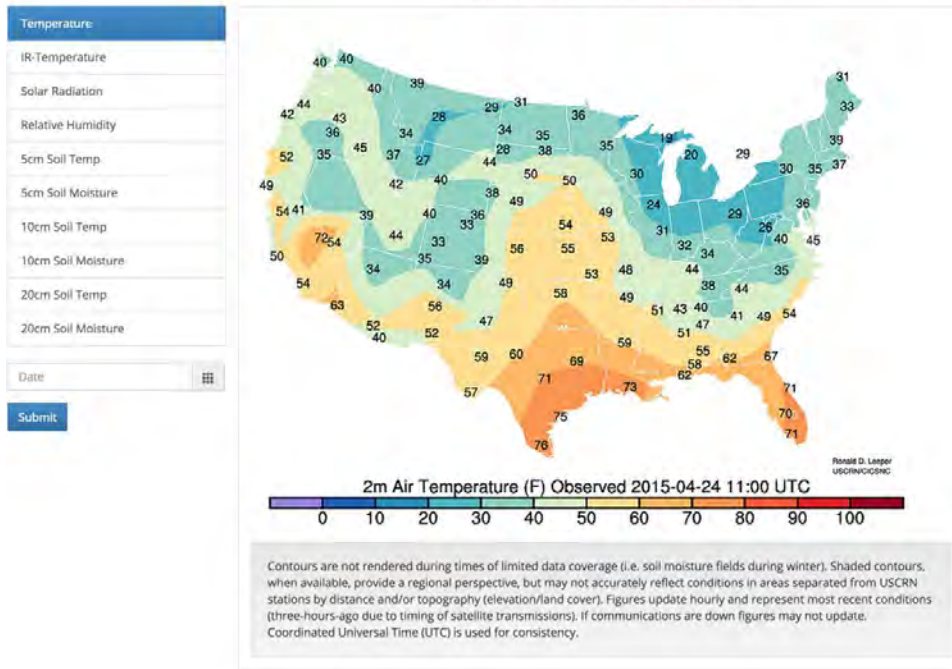 Temperature
IR-Temperature
Solar Radiation
Relative Humidity
5cm Soil Temp
5cm Soil Moisture
10cm Soil Temp
10cm Soil Moisture
20cm Soil Temp
20cm Soil Moisture
Date
Submit
40 40
40 39 31
44 29 31 33
42 43 28 36
36 34 34 35 19 39
52 35 45 37 27 28 38 35 20 29 30 35 37
44
49 42 40 50 50 30
38 49 24 36
54 41 39 40 36 33 54 49 29 26
72 54 44 33 56 55 53 31 32 34 40 45
50 35 39
34 53 48 44 35
54 34 49 38 44
63 56 58 49
52 47 51 43 40 41 49 54
40 52 51 47
59 60 59 55 62 67
69 58
57 71 73 62 71
75 70
76 71
Ronald D. Leeper
USCRN/CICSNC
2m Air Temperature (F) Observed 2015-04-24 11:00 UTC
0 10 20 30 40 50 60 70 80 90 100
Contours are not rendered during times of limited data coverage (i.e. soil moisture fields during winter). Shaded contours,
when available, provide a regional perspective, but may not accurately reflect conditions in areas separated from USCRN
stations by distance and/or topography (elevation/land cover). Figures update hourly and represent most recent conditions
(three-hours-ago due to timing of satellite transmissions). If communications are down figures may not update.
Coordinated Universal Time (UTC) is used for consistency.